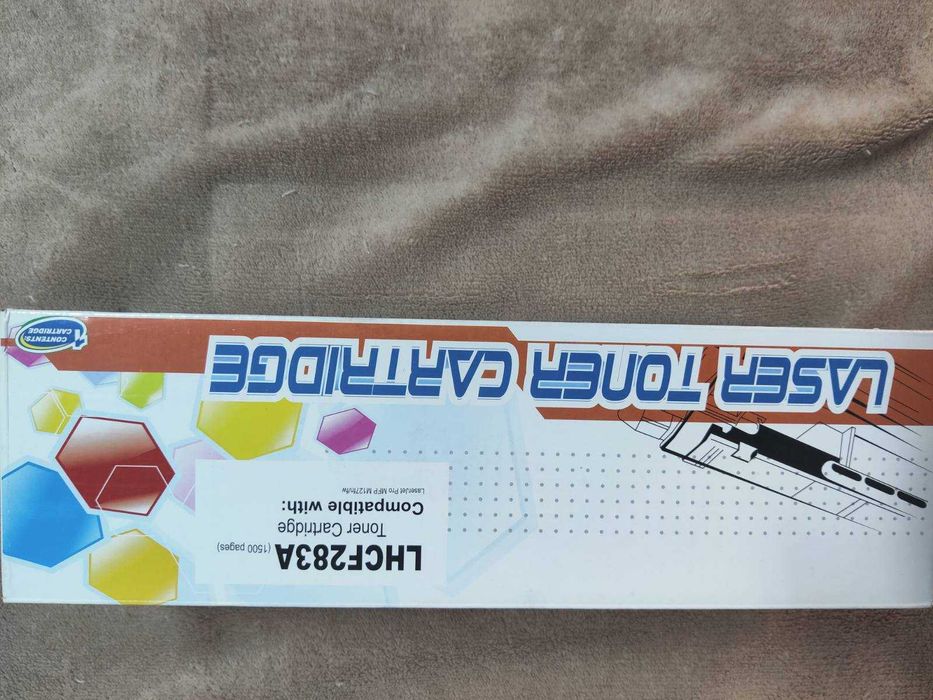 LASER TONER CARTRIDGE
CONTENTS:
1 CARTRIDGE
LHCF283A (1500 pages)
Toner Cartridge
Compatible with:
LaserJet Pro MFP M127fn/fw